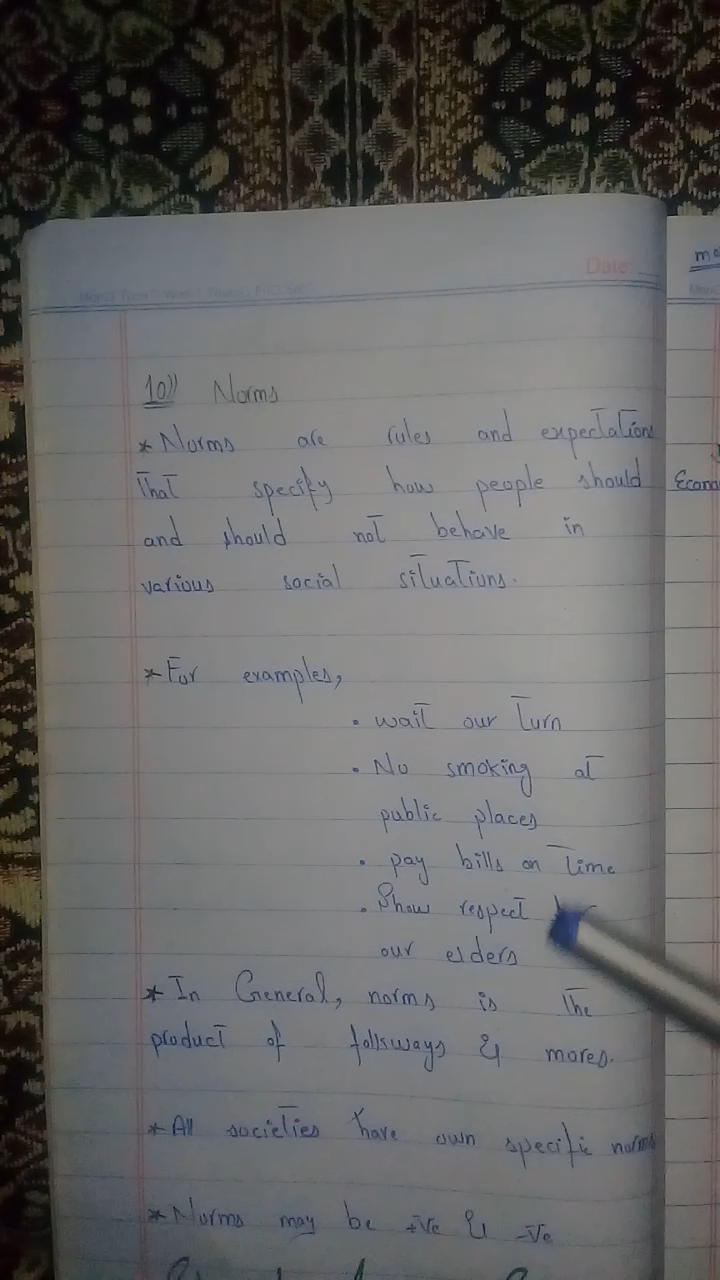 Date:
10)) Norms
* Norms are rules and expectations
that specify how people should
and should not behave in
various social situations.
* For examples,
• wait our turn
• No smoking at
public places
• pay bills on time
• Show respect
our elders
* In General, norms is the
product of folksways & mores.
* All societies have own specific norms
* Norms may be +ve & -ve